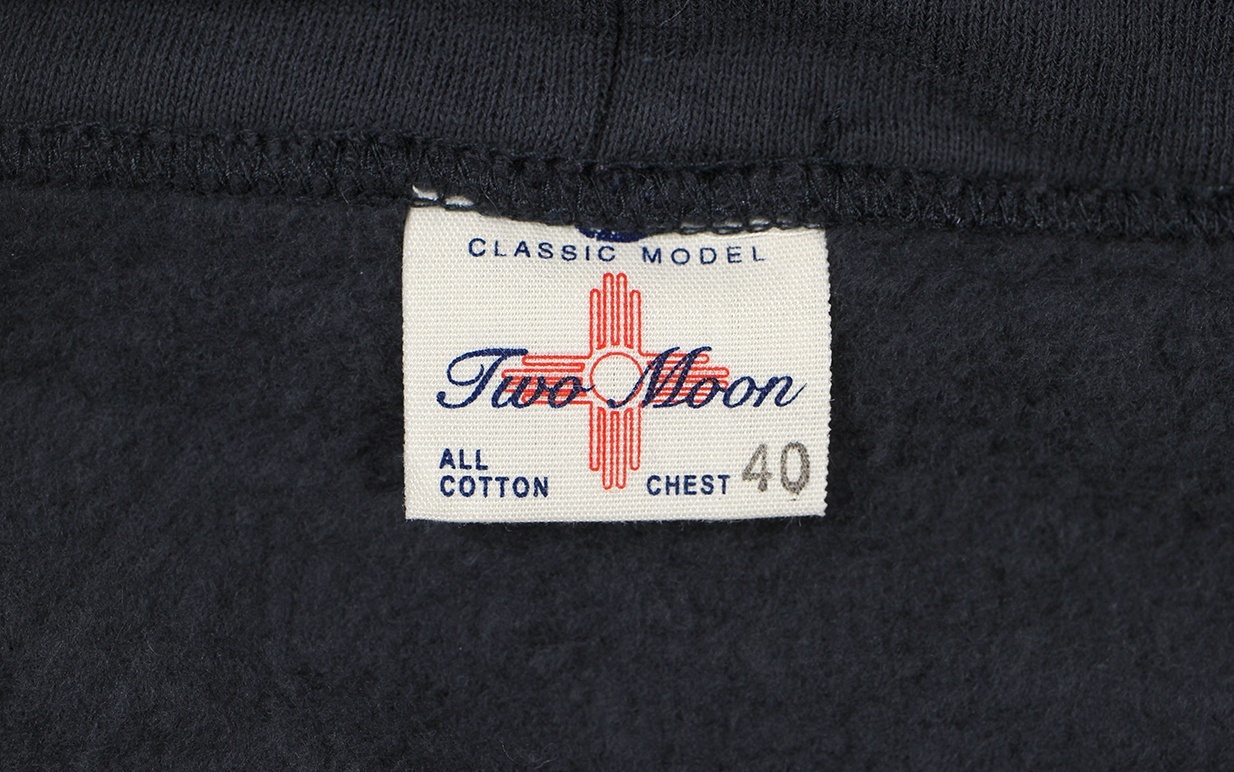 CLASSIC MODEL
Two Moon
ALL
COTTON
CHEST 40